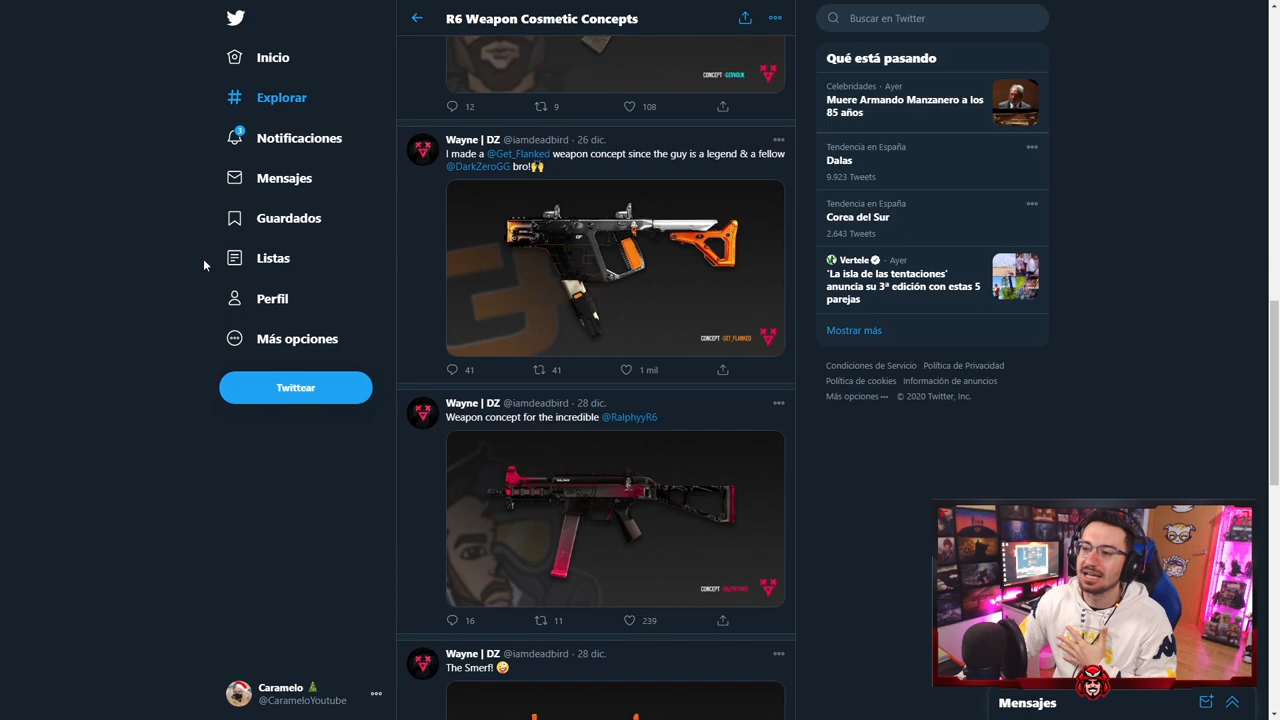 R6 Weapon Cosmetic Concepts
Buscar en Twitter
Inicio
Explorar
3
Notificaciones
Mensajes
Guardados
Listas
Perfil
Más opciones
Twittear
Caramelo
@CarameloYoutube
12
9
108
Wayne | DZ @iamdeadbird · 26 dic.
I made a @Get_Flanked weapon concept since the guy is a legend & a fellow
@DarkZeroGG bro!
CONCEPT - GET_FLANKED
41
41
1 mil
Wayne | DZ @iamdeadbird · 28 dic.
Weapon concept for the incredible @RalphyyR6
16
11
239
Wayne | DZ @iamdeadbird · 28 dic.
The Smerf!
Qué está pasando
Celebridades · Ayer
Muere Armando Manzanero a los
85 años
Tendencia en España
Dalas
9.923 Tweets
Tendencia en España
Corea del Sur
2.643 Tweets
Vertele · Ayer
'La isla de las tentaciones'
anuncia su 3ª edición con estas 5
parejas
Mostrar más
Condiciones de Servicio Política de Privacidad
Política de cookies Información de anuncios
Más opciones © 2020 Twitter, Inc.
Mensajes